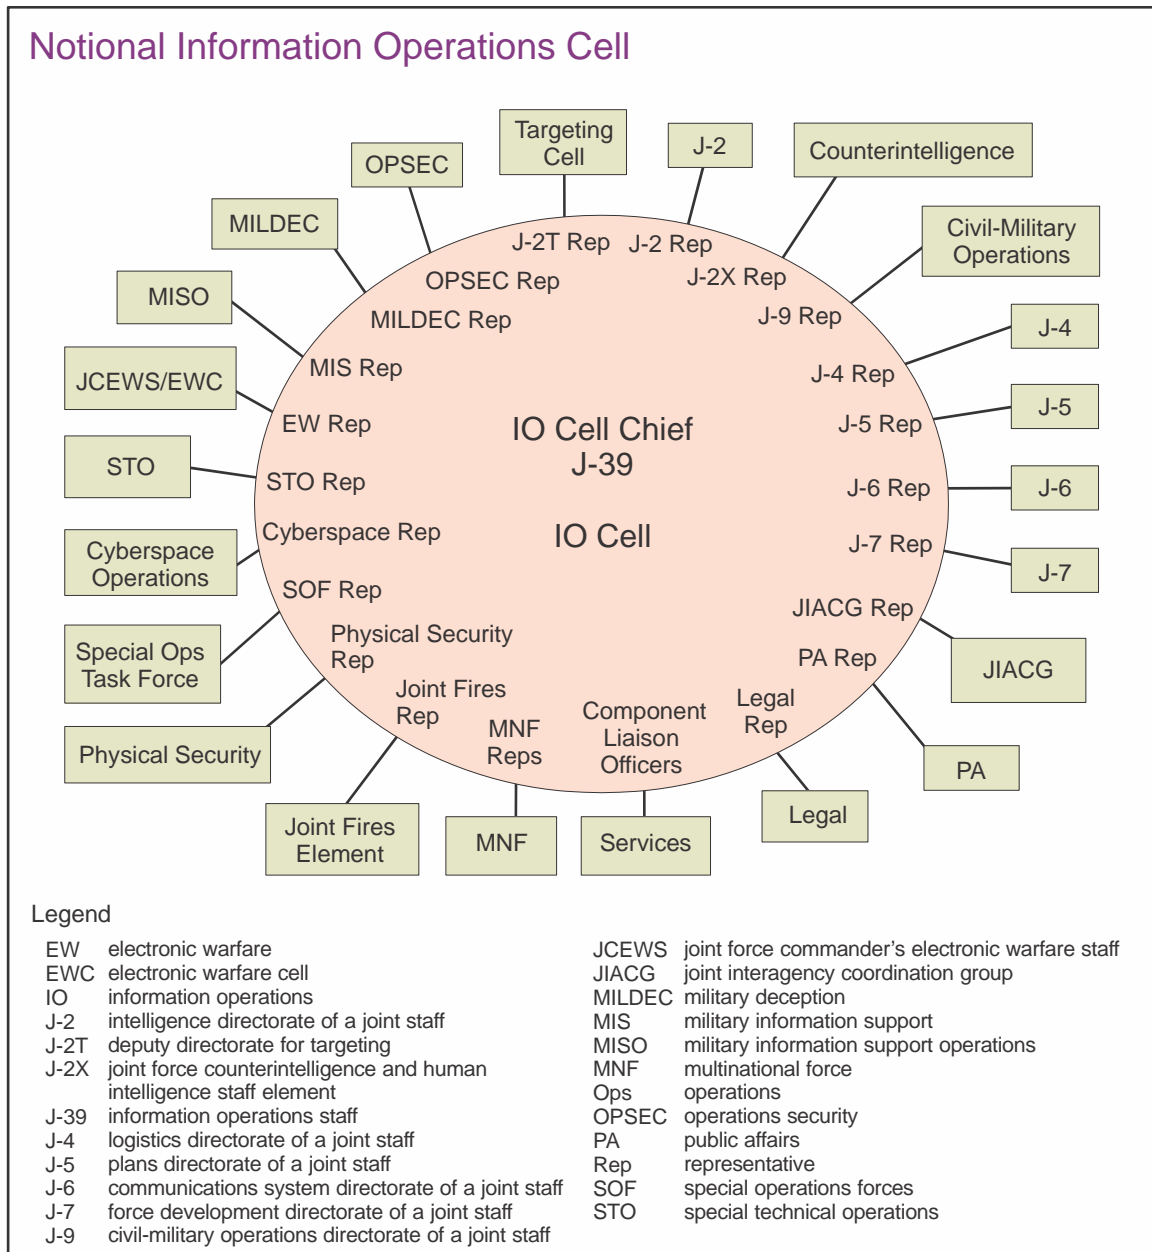 Notional Information Operations Cell
Targeting
Cell
J-2
Counterintelligence
OPSEC
MILDEC
Civil-Military
Operations
MISO
J-4
JCEWS/EWC
J-5
STO
J-6
Cyberspace
Operations
J-7
Special Ops
Task Force
JIACG
Physical Security
PA
Joint Fires
Element
MNF
Services
Legal
J-2T Rep
J-2 Rep
OPSEC Rep
J-2X Rep
MILDEC Rep
J-9 Rep
MIS Rep
J-4 Rep
EW Rep
J-5 Rep
IO Cell Chief
J-39
STO Rep
J-6 Rep
Cyberspace Rep
IO Cell
J-7 Rep
SOF Rep
JIACG Rep
Physical Security
Rep
PA Rep
Joint Fires
Rep
MNF
Reps
Component
Liaison
Officers
Legal
Rep
Legend
EW electronic warfare
EWC electronic warfare cell
IO information operations
J-2 intelligence directorate of a joint staff
J-2T deputy directorate for targeting
J-2X joint force counterintelligence and human
intelligence staff element
J-39 information operations staff
J-4 logistics directorate of a joint staff
J-5 plans directorate of a joint staff
J-6 communications system directorate of a joint staff
J-7 force development directorate of a joint staff
J-9 civil-military operations directorate of a joint staff
JCEWS joint force commander's electronic warfare staff
JIACG joint interagency coordination group
MILDEC military deception
MIS military information support
MISO military information support operations
MNF multinational force
Ops operations
OPSEC operations security
PA public affairs
Rep representative
SOF special operations forces
STO special technical operations